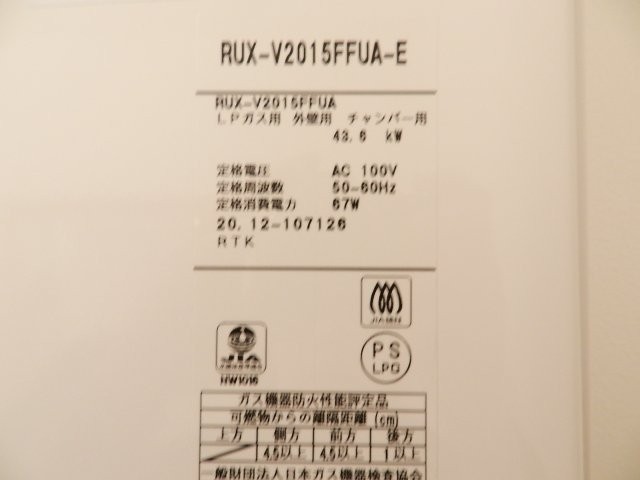 RUX-V2015FFUA-E
RUX-V2015FFUA
LPガス用 外壁用 チャンバー用
43.6 kW
定格電圧 AC 100V
定格周波数 50-60Hz
定格消費電力 67W
20.12-107126
RTK
JIA
HW1016
PS
LPG
ガス機器防火性能評定品
可燃物からの離隔距離(cm)
上方 側方 前方 後方
4.5以上 4.5以上 1以上
一般財団法人日本ガス機器検査協会